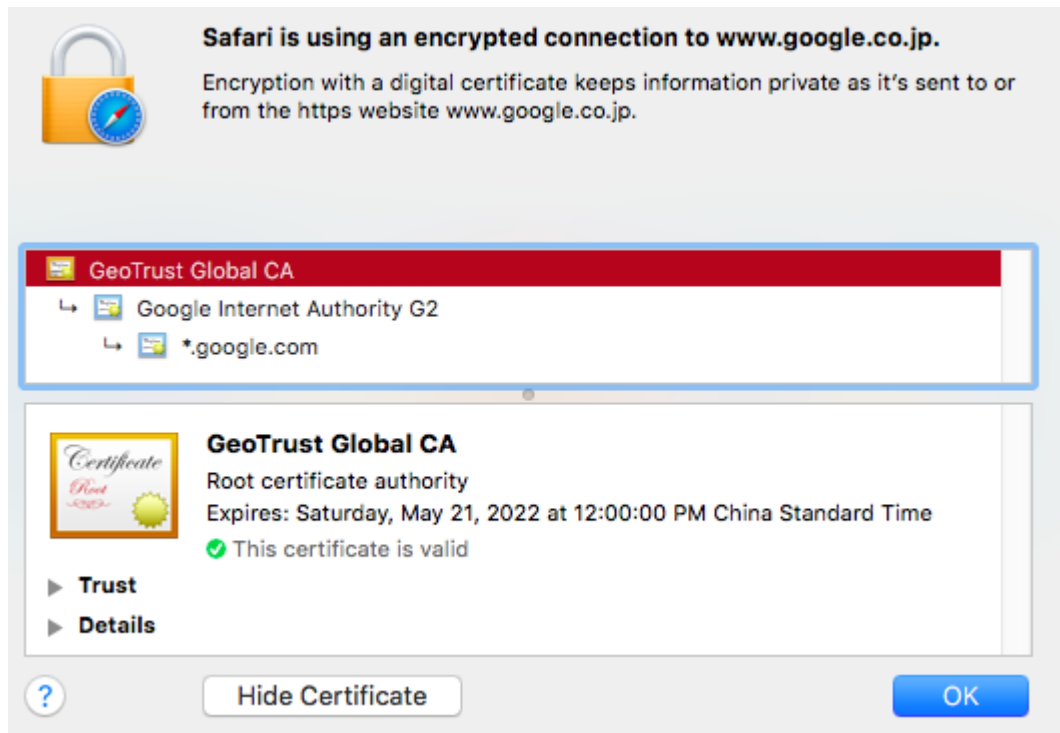 Safari is using an encrypted connection to www.google.co.jp.
Encryption with a digital certificate keeps information private as it’s sent to or
from the https website www.google.co.jp.
GeoTrust Global CA
Google Internet Authority G2
*.google.com
Certificate
Root
GeoTrust Global CA
Root certificate authority
Expires: Saturday, May 21, 2022 at 12:00:00 PM China Standard Time
This certificate is valid
Trust
Details
?
Hide Certificate
OK